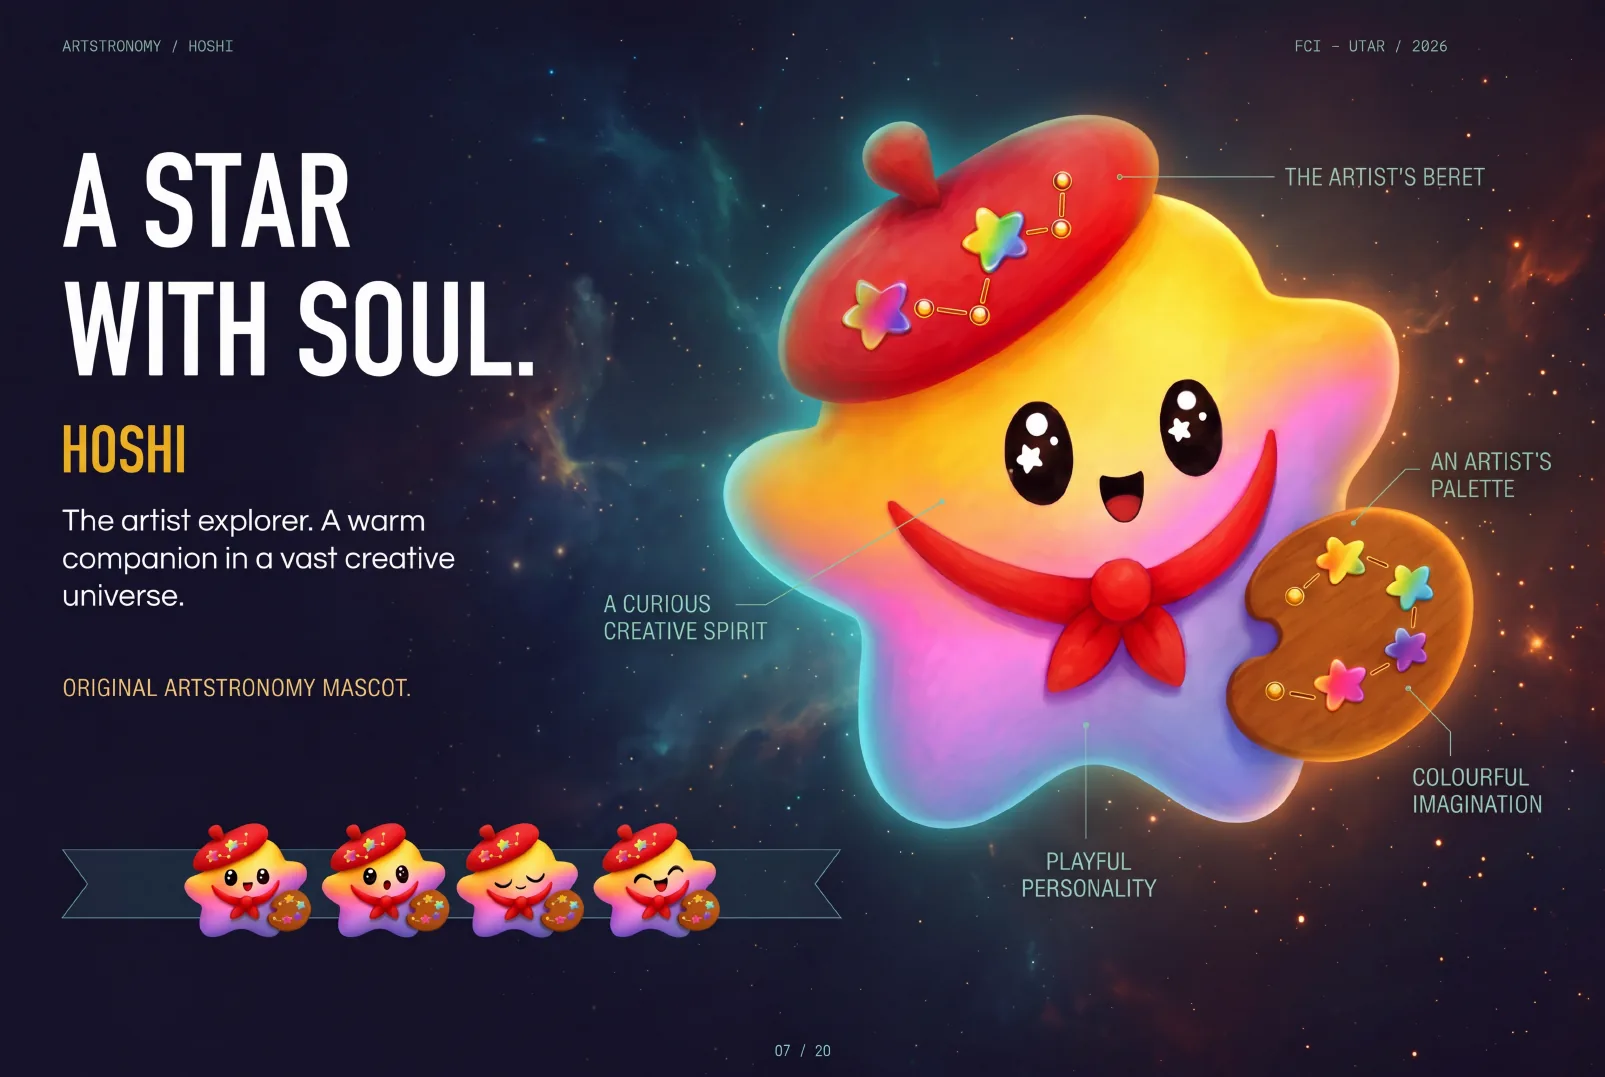 ARTSTRONOMY / HOSHI
FCI – UTAR / 2026
A STAR
WITH SOUL.
HOSHI
The artist explorer. A warm
companion in a vast creative
universe.
ORIGINAL ARTSTRONOMY MASCOT.
THE ARTIST'S BERET
AN ARTIST'S
PALETTE
A CURIOUS
CREATIVE SPIRIT
COLOURFUL
IMAGINATION
PLAYFUL
PERSONALITY
07 / 20